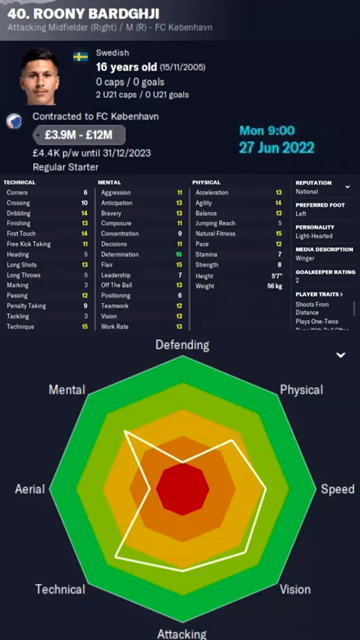 40. ROONY BARDGHJI
Attacking Midfielder (Right) / M (R) - FC København
Swedish
16 years old (15/11/2005)
0 caps / 0 goals
2 U21 caps / 0 U21 goals
Contracted to FC København
£3.9M - £12M
£4.4K p/w until 31/12/2023
Regular Starter
Mon 9:00
27 Jun 2022
TECHNICAL
Corners 6
Crossing 10
Dribbling 14
Finishing 13
First Touch 14
Free Kick Taking 11
Heading 5
Long Shots 13
Long Throws 5
Marking 3
Passing 12
Penalty Taking 9
Tackling 3
Technique 15
MENTAL
Aggression 11
Anticipation 13
Bravery 13
Composure 11
Concentration 9
Decisions 11
Determination 16
Flair 15
Leadership 7
Off The Ball 13
Positioning 6
Teamwork 12
Vision 13
Work Rate 13
PHYSICAL
Acceleration 13
Agility 14
Balance 13
Jumping Reach 5
Natural Fitness 15
Pace 12
Stamina 7
Strength 8
Height 5'7"
Weight 56 kg
REPUTATION
National
PREFERRED FOOT
Left
PERSONALITY
Light-Hearted
MEDIA DESCRIPTION
Winger
GOALKEEPER RATING
2
PLAYER TRAITS >
Shoots From
Distance
Plays One-Twos
Defending
Physical
Speed
Vision
Attacking
Technical
Aerial
Mental